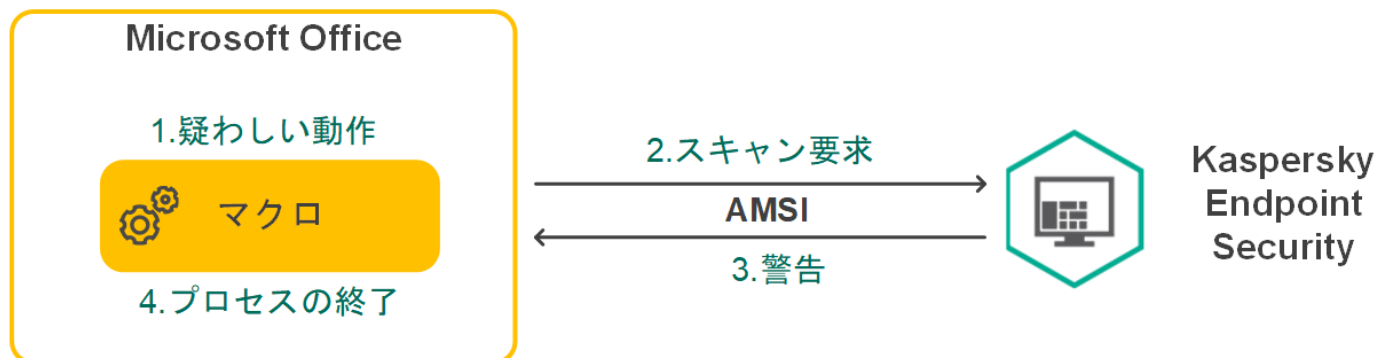 Microsoft Office
1.疑わしい動作
マクロ
4.プロセスの終了
2.スキャン要求
AMSI
3.警告
Kaspersky
Endpoint
Security